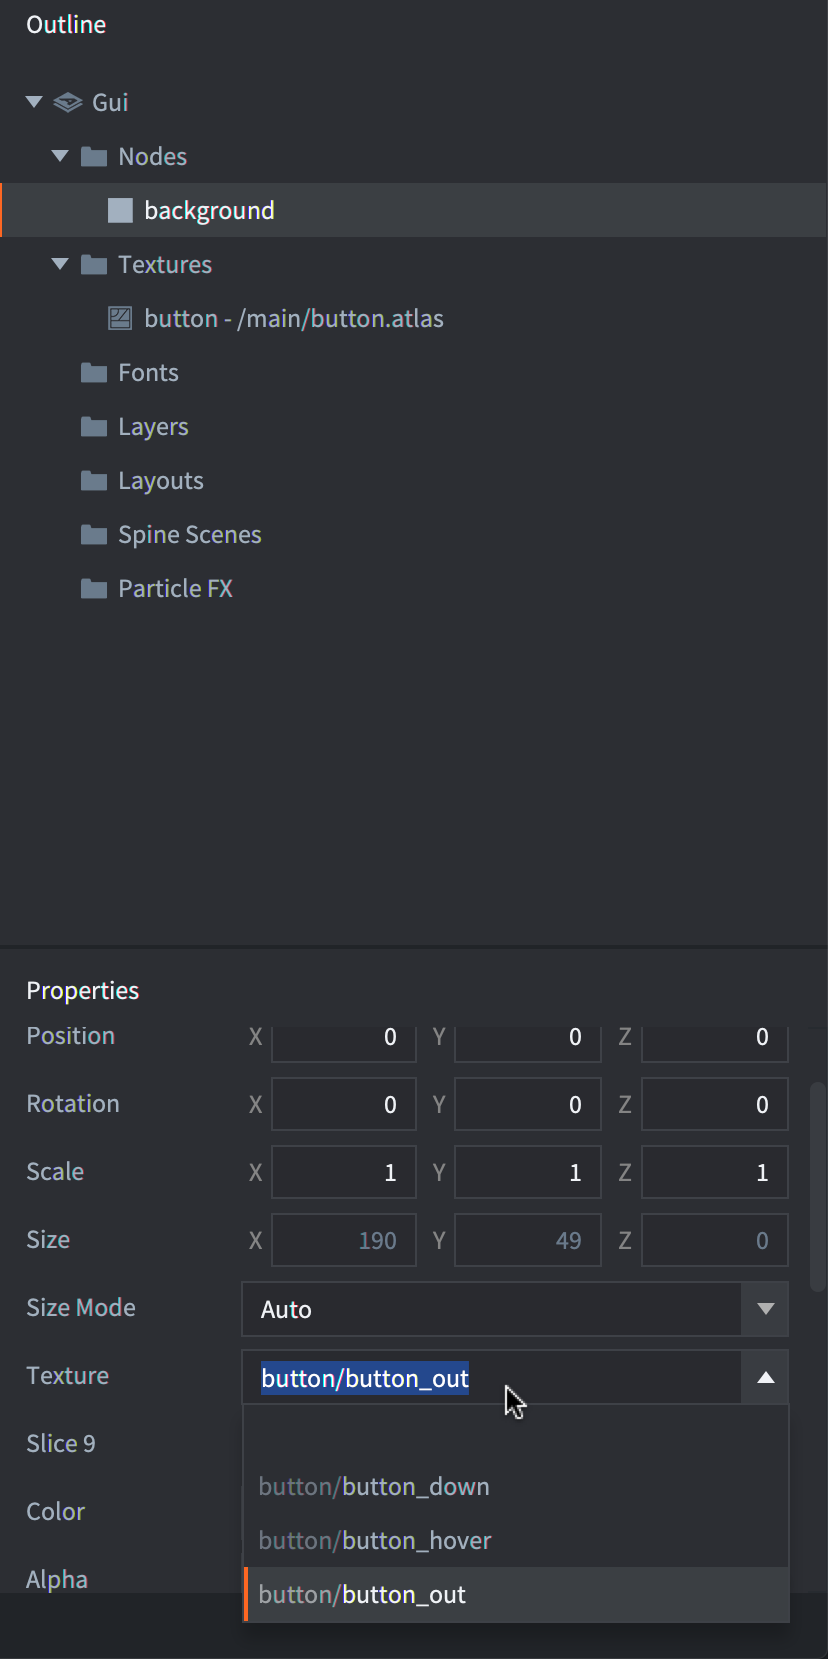 Outline
Gui
Nodes
background
Textures
button - /main/button.atlas
Fonts
Layers
Layouts
Spine Scenes
Particle FX
Properties
Position X 0 Y 0 Z 0
Rotation X 0 Y 0 Z 0
Scale X 1 Y 1 Z 1
Size X 190 Y 49 Z 0
Size Mode Auto
Texture button/button_out
Slice 9
button/button_down
Color
button/button_hover
Alpha
button/button_out